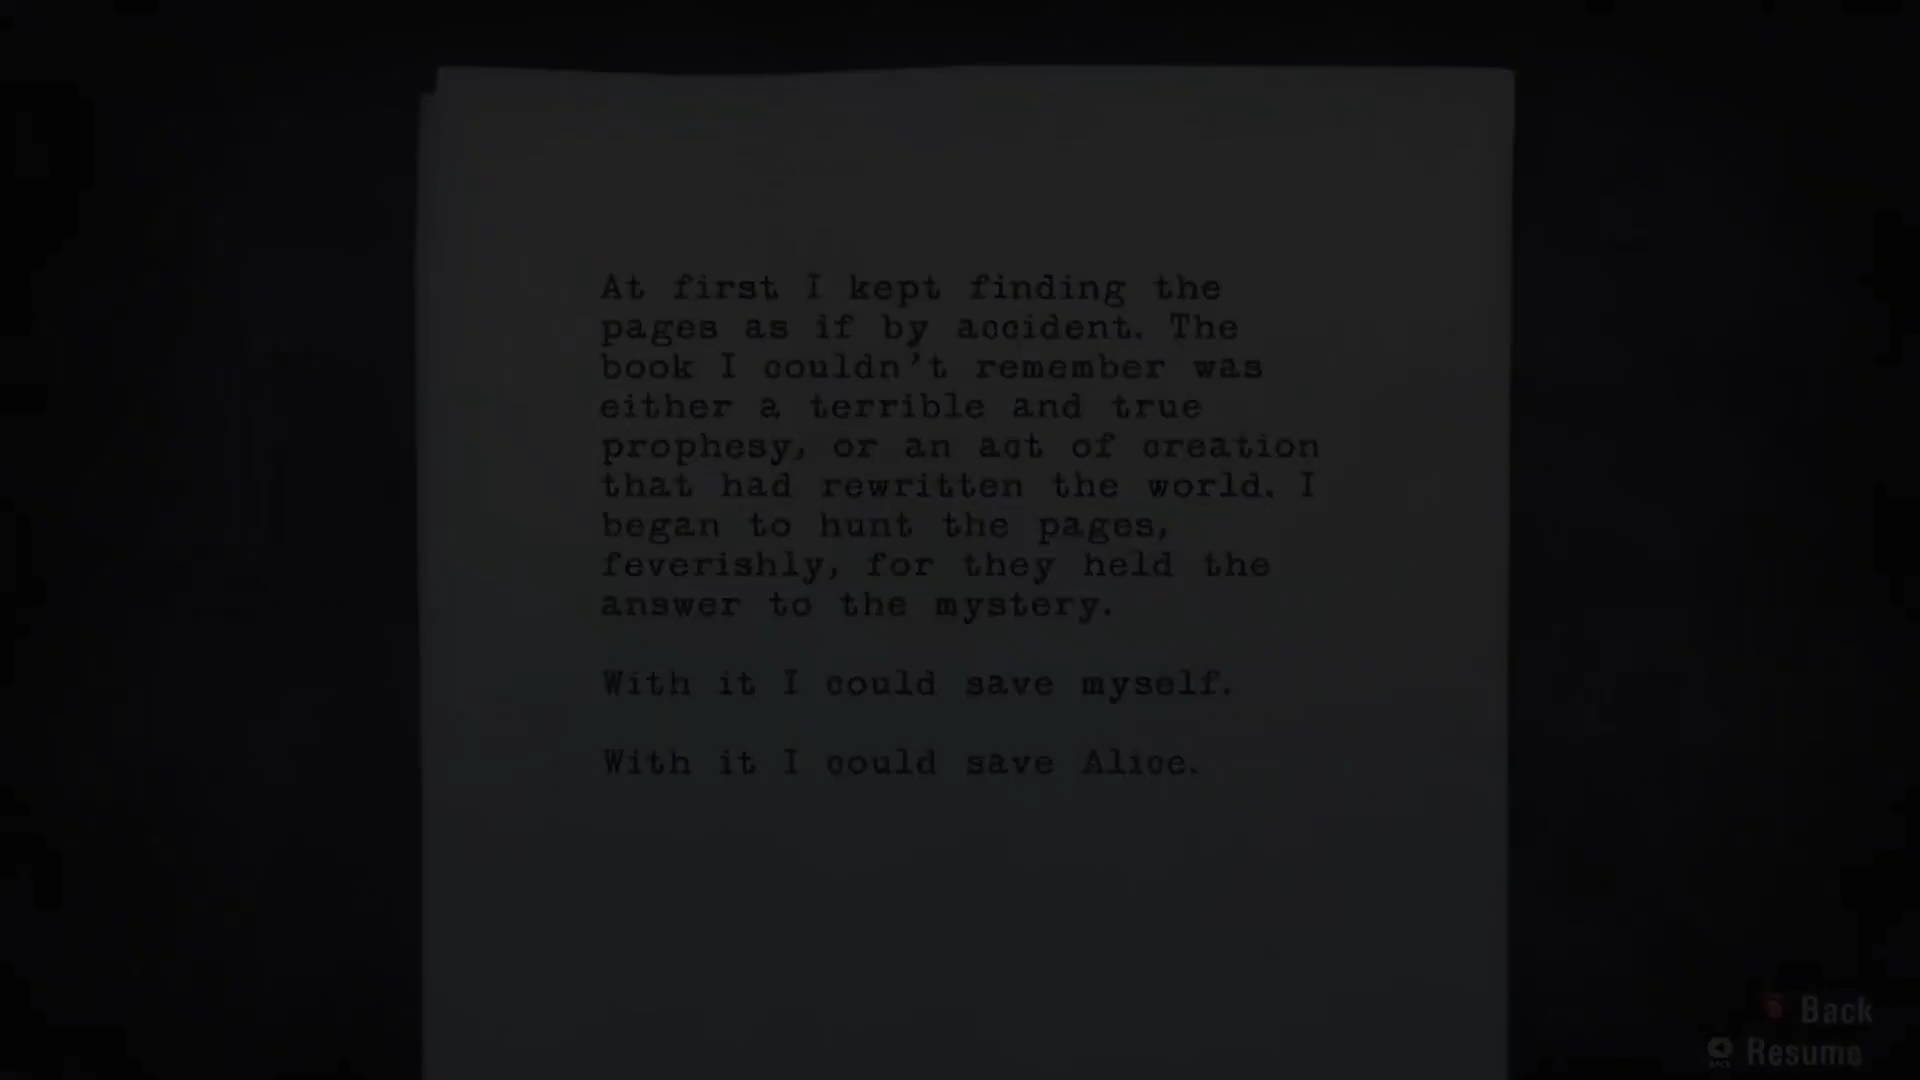 At first I kept finding the
pages as if by accident. The
book I couldn't remember was
either a terrible and true
prophesy, or an act of creation
that had rewritten the world. I
began to hunt the pages,
feverishly, for they held the
answer to the mystery.
With it I could save myself.
With it I could save Alice.
Back
Resume